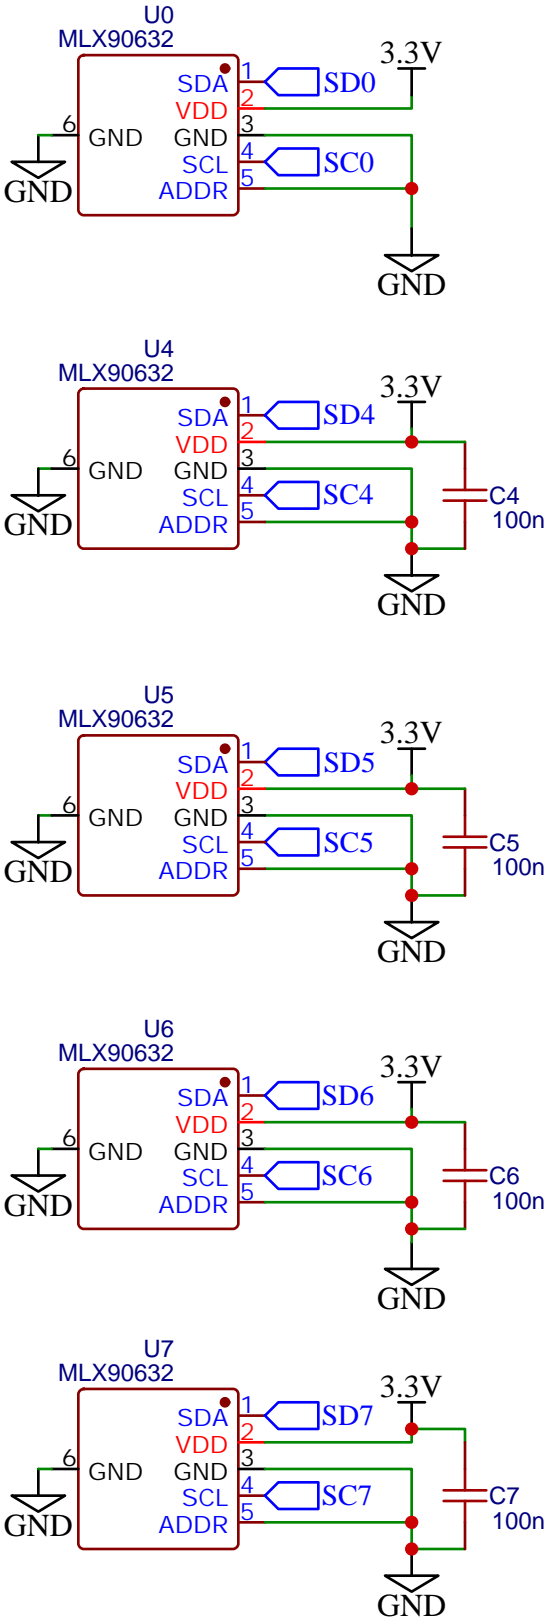 U0
MLX90632
3.3V
SDA 1 SD0
VDD 2
6 GND GND 3
SCL 4 SC0
ADDR 5
GND
GND
U4
MLX90632
3.3V
SDA 1 SD4
VDD 2
6 GND GND 3
SCL 4 SC4
C4
ADDR 5
100n
GND
GND
U5
MLX90632
3.3V
SDA 1 SD5
VDD 2
6 GND GND 3
SCL 4 SC5
C5
ADDR 5
100n
GND
GND
U6
MLX90632
3.3V
SDA 1 SD6
VDD 2
6 GND GND 3
SCL 4 SC6
C6
ADDR 5
100n
GND
GND
U7
MLX90632
3.3V
SDA 1 SD7
VDD 2
6 GND GND 3
SCL 4 SC7
C7
ADDR 5
100n
GND
GND